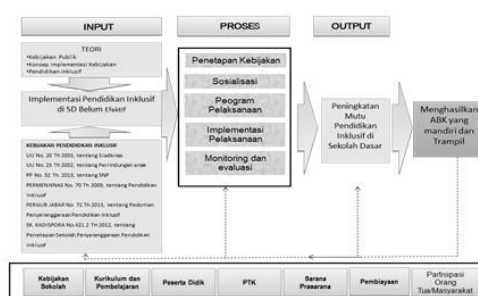 INPUT
PROSES
OUTPUT
TEORI
•Kebijakan Publik
•Konsep Implementasi Kebijakan
•Pendidikan Inklusif
Implementasi Pendidikan Inklusif
di SD Belum Efektif
KEBIJAKAN PENDIDIKAN INKLUSIF
UU No. 20 Th 2003, tentang Sisdiknas
UU No. 23 Th 2002, tentang Perlindungan anak
PP No. 32 Th. 2013, tentang SNP
PERMENIANAS No. 70 Th 2009, tentang Pendidikan
Inklusif
PERGUB JABAR No. 72 Th 2013, tentang Pedoman
Penyelenggaraan Pendidikan Inklusif
SK. KADISPORA No 421.2 TH 2012, tentang
Penetapan Sekolah Penyelenggaraan Pendidikan
Inklusif
Penetapan Kebijakan
Sosialisasi
Peogram
Pelaksanaan
Implementasi
Pelaksanaan
Monitoring dan
evaluasi
Peningkatan
Mutu
Pendidikan
Inklusif di
Sekolah Dasar
Menghasilkan
ABK yang
mandiri dan
Trampil
Kebijakan
Sekolah
Kurikulum dan
Pembelajaran
Peserta Didik
PTK
Sarana
Prasarana
Pembiaysan
Partisipasi
Orang
Tua/Masyarakat